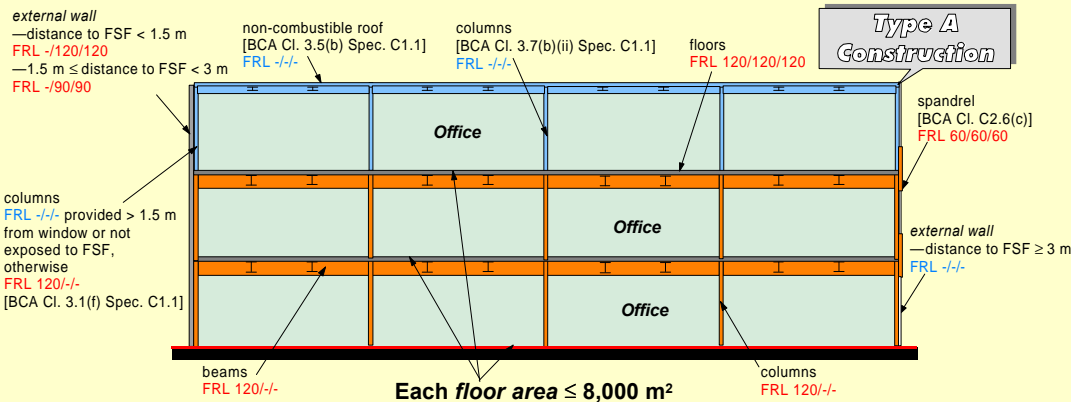 external wall
—distance to FSF < 1.5 m
FRL -/120/120
—1.5 m ≤ distance to FSF < 3 m
FRL -/90/90
non-combustible roof
[BCA Cl. 3.5(b) Spec. C1.1]
FRL -/-/-
columns
[BCA Cl. 3.7(b)(ii) Spec. C1.1]
FRL -/-/-
floors
FRL 120/120/120
Type A
Construction
spandrel
[BCA Cl. C2.6(c)]
FRL 60/60/60
Office
columns
FRL -/-/- provided > 1.5 m
from window or not
exposed to FSF,
otherwise
FRL 120/-/-
[BCA Cl. 3.1(f) Spec. C1.1]
Office
external wall
—distance to FSF ≥ 3 m
FRL -/-/-
Office
beams
FRL 120/-/-
Each floor area ≤ 8,000 m²
columns
FRL 120/-/-